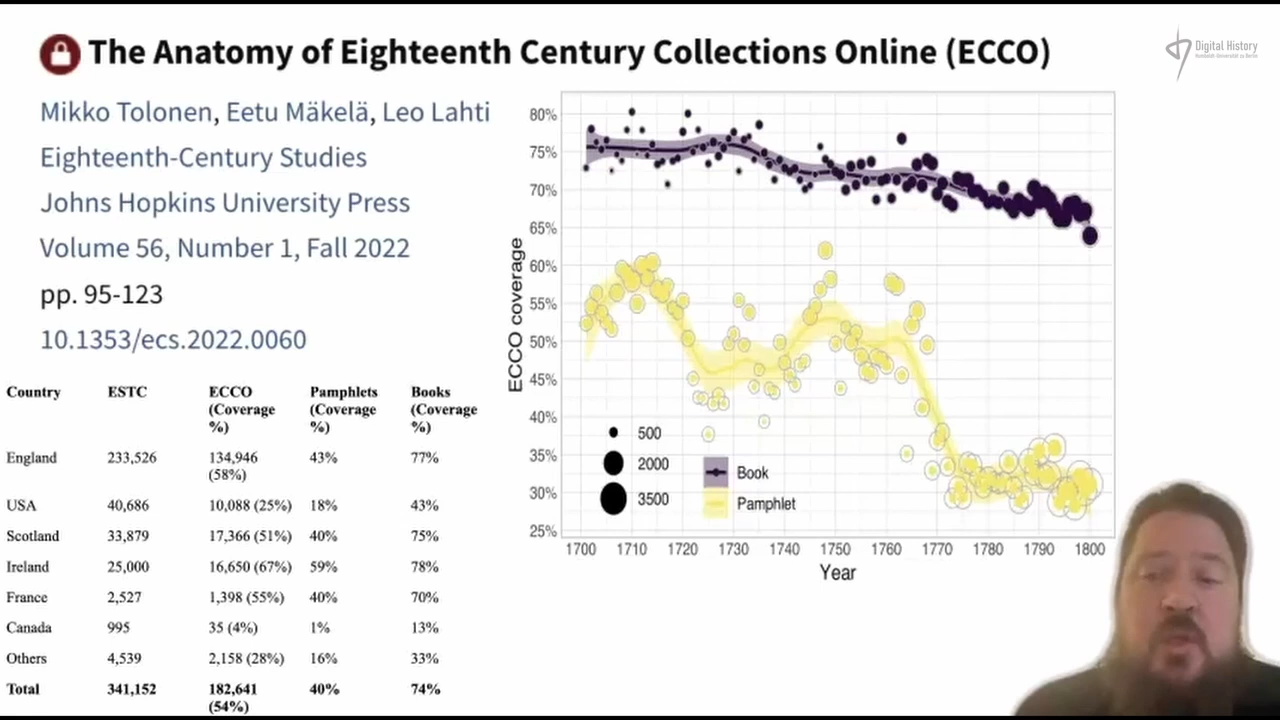 The Anatomy of Eighteenth Century Collections Online (ECCO)
Digital History
Mikko Tolonen, Eetu Mäkelä, Leo Lahti
Eighteenth-Century Studies
Johns Hopkins University Press
Volume 56, Number 1, Fall 2022
pp. 95-123
10.1353/ecs.2022.0060
Country ESTC ECCO (Coverage %) Pamphlets (Coverage %) Books (Coverage %)
England 233,526 134,946 (58%) 43% 77%
USA 40,686 10,088 (25%) 18% 43%
Scotland 33,879 17,366 (51%) 40% 75%
Ireland 25,000 16,650 (67%) 59% 78%
France 2,527 1,398 (55%) 40% 70%
Canada 995 35 (4%) 1% 13%
Others 4,539 2,158 (28%) 16% 33%
Total 341,152 182,641 (54%) 40% 74%
ECCO coverage
80%
75%
70%
65%
60%
55%
50%
45%
40%
35%
30%
25%
500
2000
3500
Book
Pamphlet
1700 1710 1720 1730 1740 1750 1760 1770 1780 1790 1800
Year